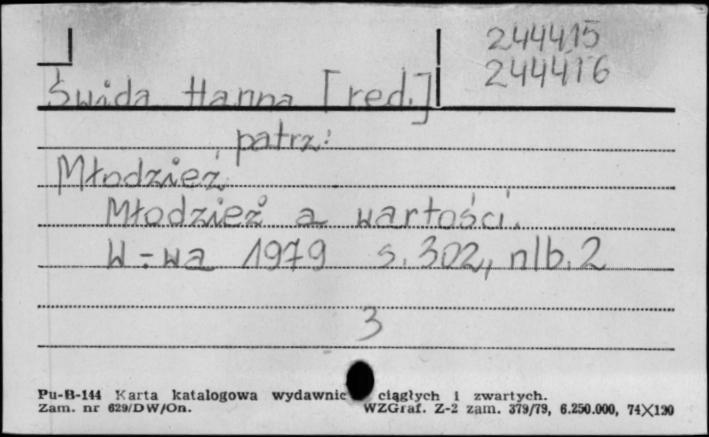 244415
244416
Świda Hanna [red.]
patrz:
Młodzież
Młodzież a wartości.
W-wa 1979 s. 302, nlb. 2
3
Pu-B-144 Karta katalogowa wydawnic ciągłych i zwartych.
Zam. nr 629/DW/On. WZGraf. Z-2 zam. 379/79, 6.250.000, 74X120